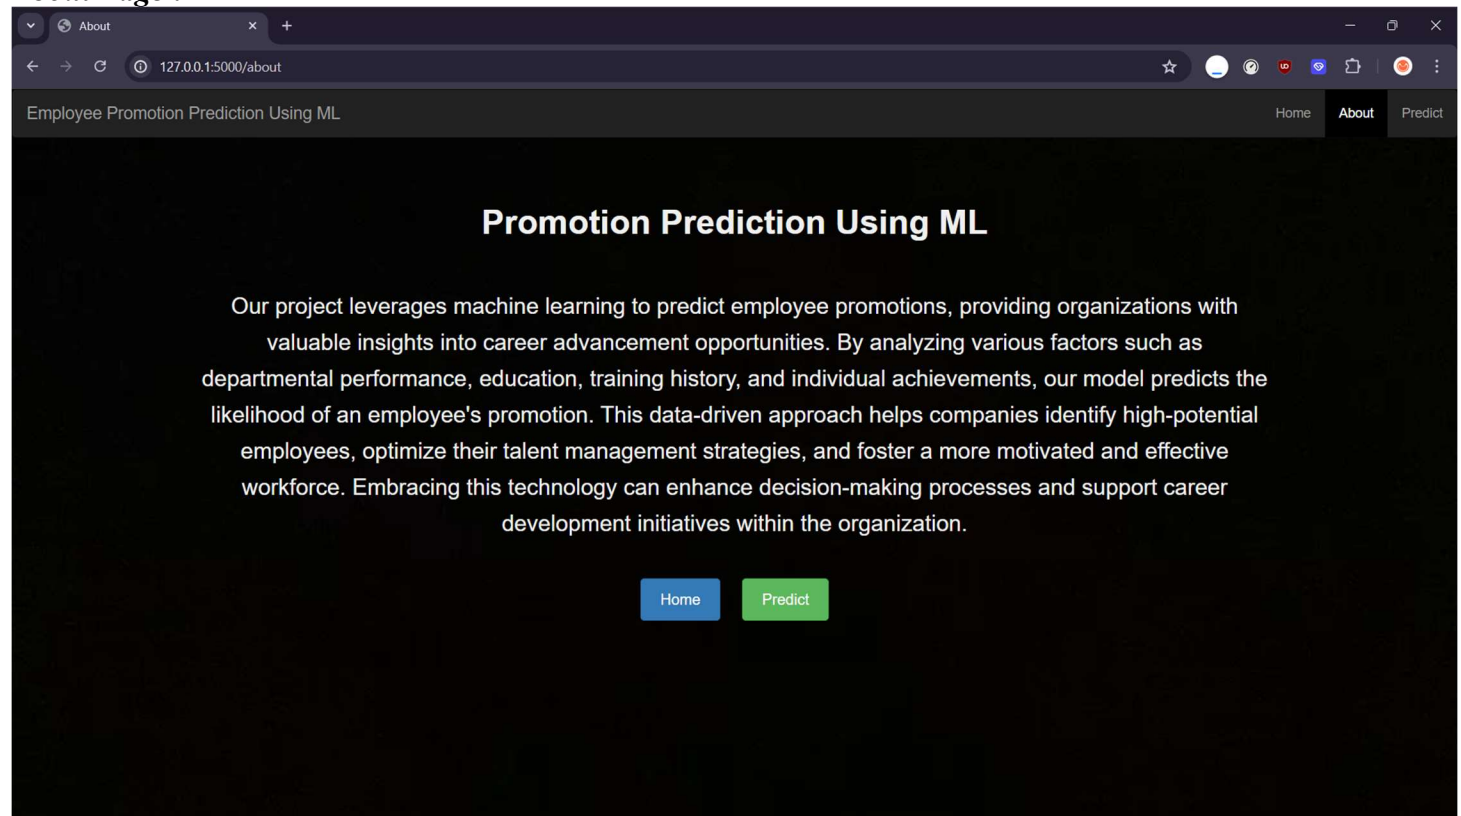 About
127.0.0.1:5000/about
Employee Promotion Prediction Using ML
Home About Predict
Promotion Prediction Using ML
Our project leverages machine learning to predict employee promotions, providing organizations with
valuable insights into career advancement opportunities. By analyzing various factors such as
departmental performance, education, training history, and individual achievements, our model predicts the
likelihood of an employee's promotion. This data-driven approach helps companies identify high-potential
employees, optimize their talent management strategies, and foster a more motivated and effective
workforce. Embracing this technology can enhance decision-making processes and support career
development initiatives within the organization.
Home Predict